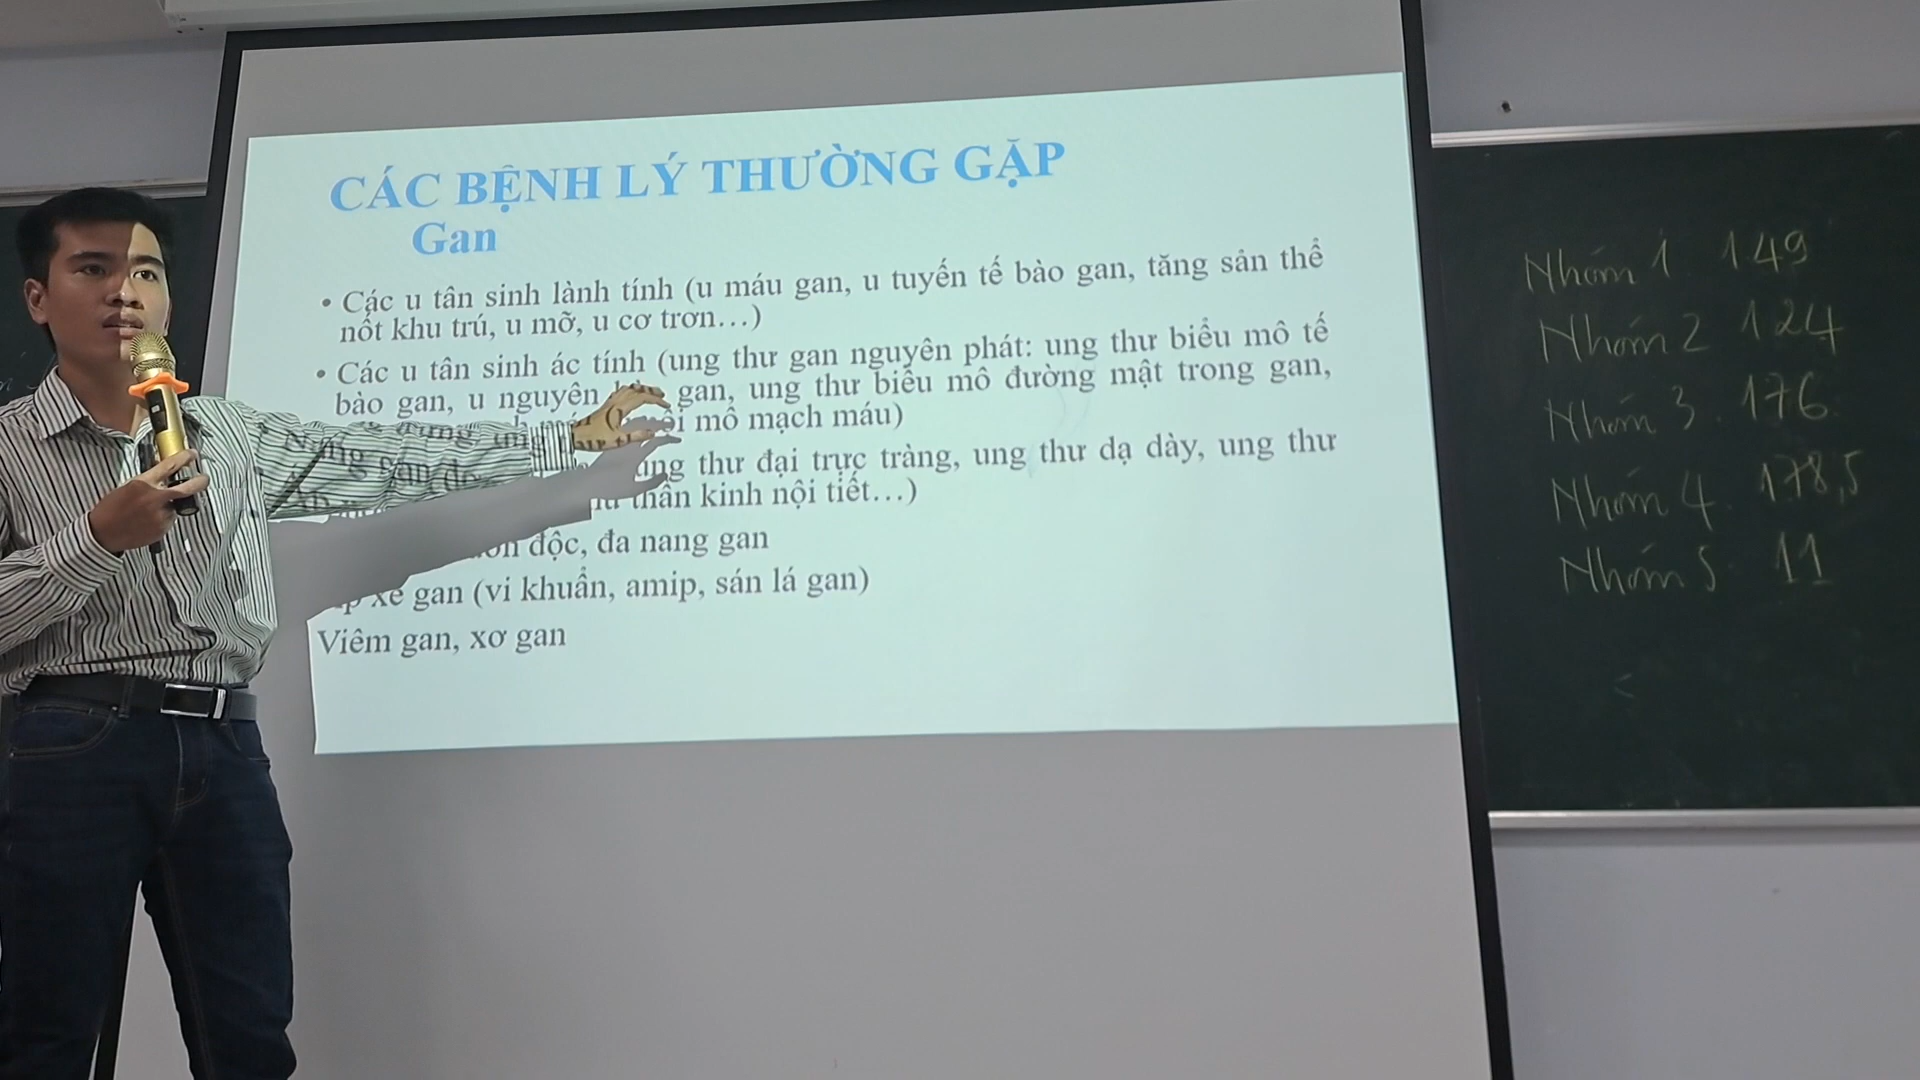 CÁC BỆNH LÝ THƯỜNG GẶP
Gan
• Các u tân sinh lành tính (u máu gan, u tuyến tế bào gan, tăng sản thể
nốt khu trú, u mỡ, u cơ trơn…)
• Các u tân sinh ác tính (ung thư gan nguyên phát: ung thư biểu mô tế
bào gan, u nguyên gan, ung thư biểu mô đường mật trong gan,
mô mạch máu)
thư đại trực tràng, ung thư dạ dày, ung thư
thần kinh nội tiết…)
độc, đa nang gan
xe gan (vi khuẩn, amip, sán lá gan)
Viêm gan, xơ gan
Nhóm 1 149
Nhóm 2 124
Nhóm 3. 176
Nhóm 4. 178,5
Nhóm 5. 11